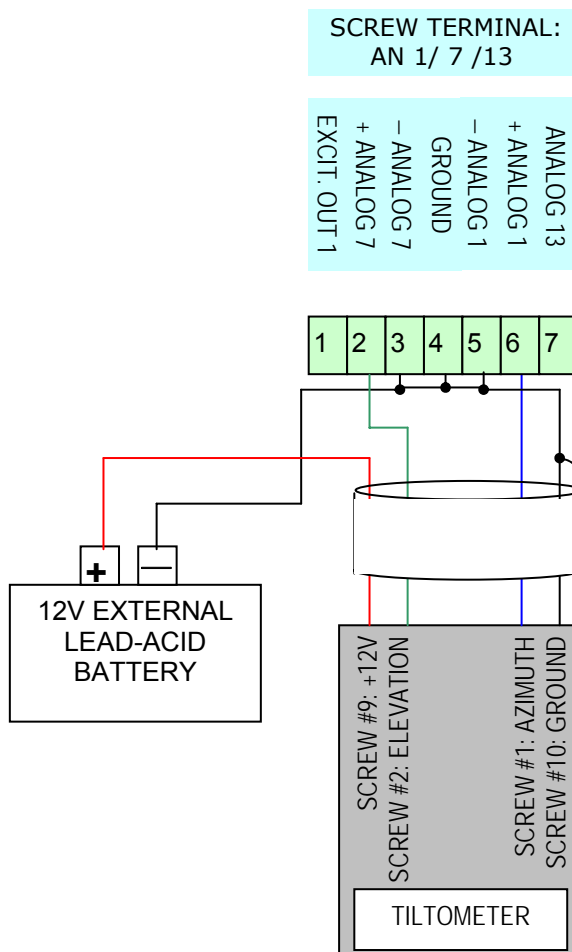 SCREW TERMINAL:
AN 1/ 7 /13
EXCIT. OUT 1
+ ANALOG 7
– ANALOG 7
GROUND
– ANALOG 1
+ ANALOG 1
ANALOG 13
1 2 3 4 5 6 7
+ —
12V EXTERNAL
LEAD-ACID
BATTERY
SCREW #9: +12V
SCREW #2: ELEVATION
SCREW #1: AZIMUTH
SCREW #10: GROUND
TILTOMETER